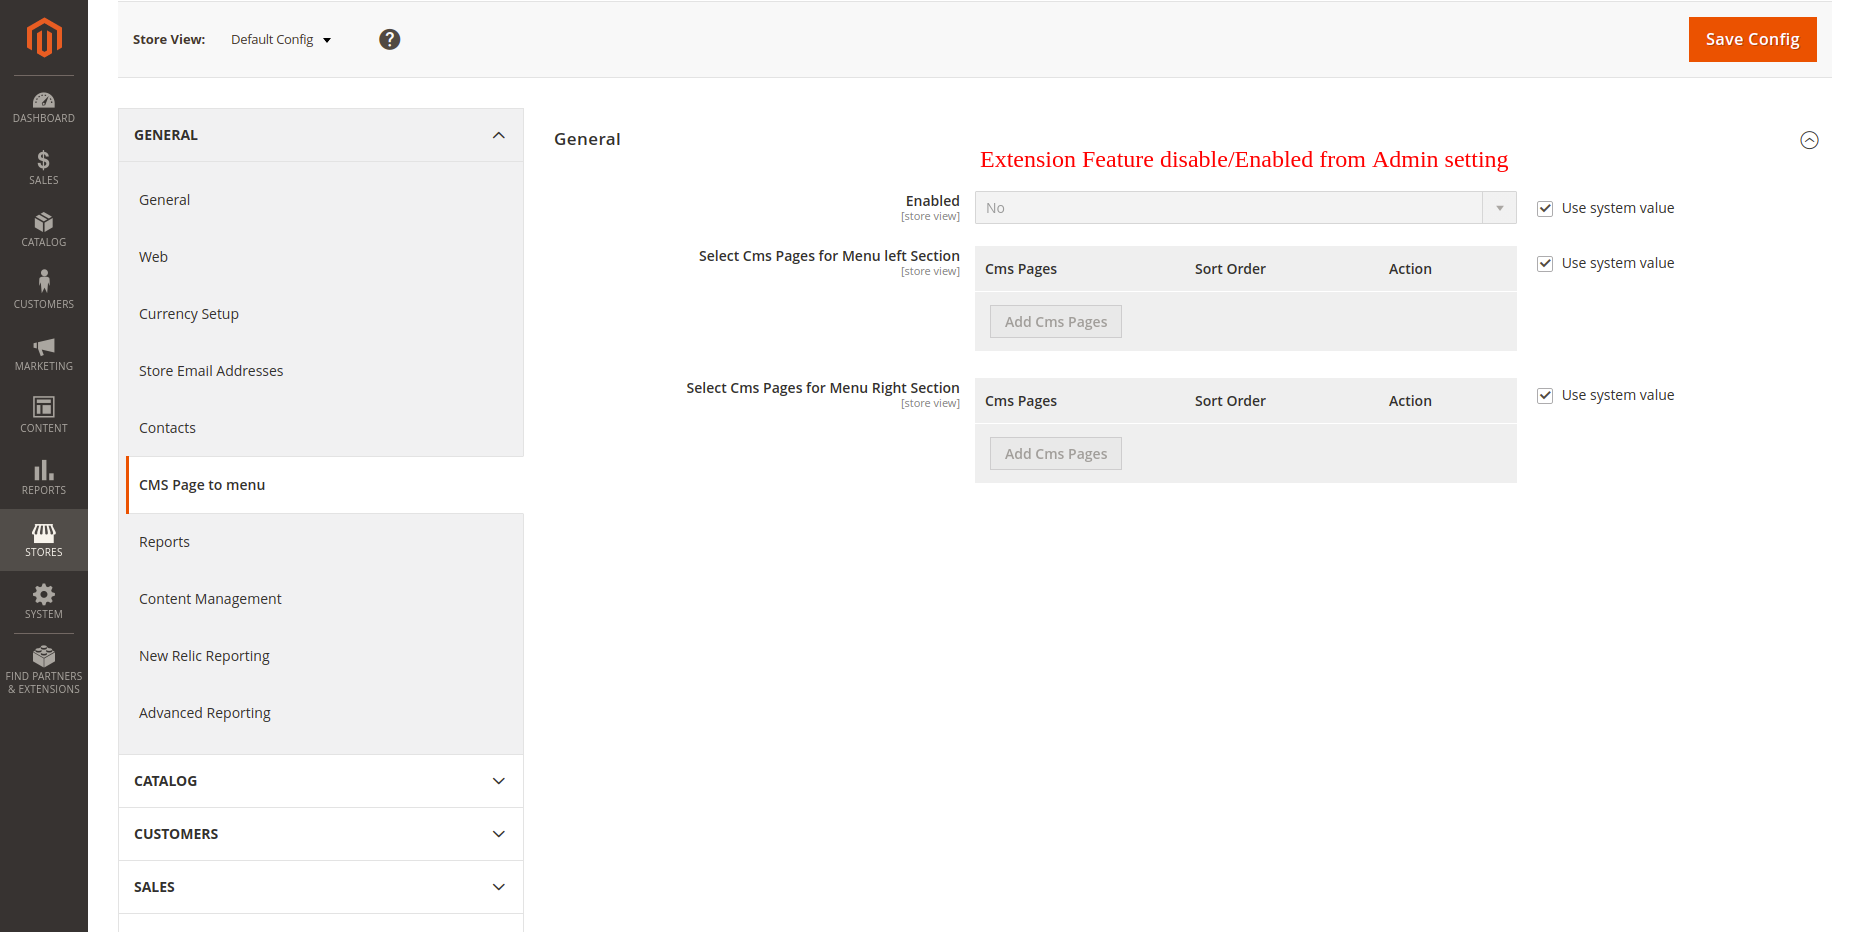 Store View: Default Config ?
Save Config
DASHBOARD
SALES
CATALOG
CUSTOMERS
MARKETING
CONTENT
REPORTS
STORES
SYSTEM
FIND PARTNERS
& EXTENSIONS
GENERAL
General
Web
Currency Setup
Store Email Addresses
Contacts
CMS Page to menu
Reports
Content Management
New Relic Reporting
Advanced Reporting
CATALOG
CUSTOMERS
SALES
General
Extension Feature disable/Enabled from Admin setting
Enabled No Use system value
[store view]
Select Cms Pages for Menu left Section Cms Pages Sort Order Action Use system value
[store view]
Add Cms Pages
Select Cms Pages for Menu Right Section Cms Pages Sort Order Action Use system value
[store view]
Add Cms Pages